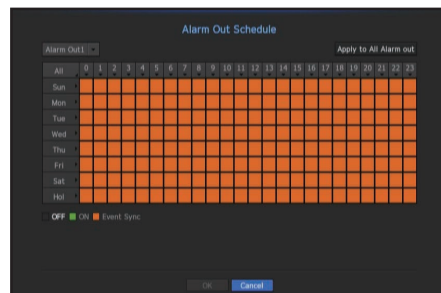 Alarm Out Schedule
Alarm Out1
Apply to All Alarm out
All 0 1 2 3 4 5 6 7 8 9 10 11 12 13 14 15 16 17 18 19 20 21 22 23
Sun
Mon
Tue
Wed
Thu
Fri
Sat
Hol
OFF ON Event Sync
OK Cancel